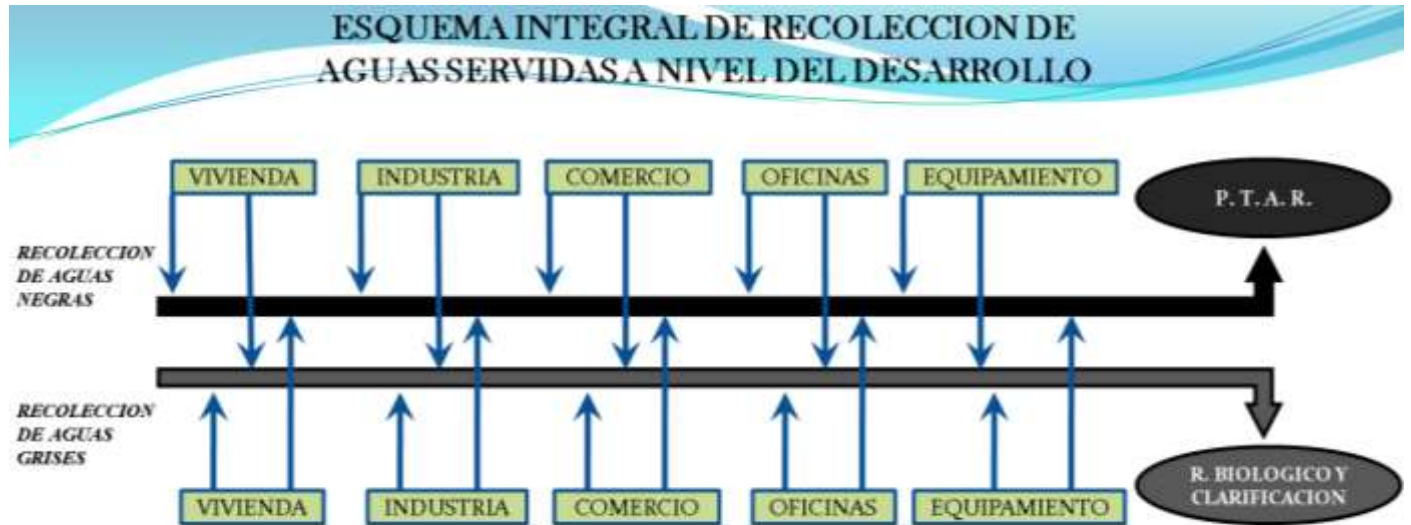 ESQUEMA INTEGRAL DE RECOLECCION DE
AGUAS SERVIDAS A NIVEL DEL DESARROLLO
VIVIENDA
INDUSTRIA
COMERCIO
OFICINAS
EQUIPAMIENTO
P. T. A. R.
RECOLECCION
DE AGUAS
NEGRAS
RECOLECCION
DE AGUAS
GRISES
R. BIOLOGICO Y
CLARIFICACION
VIVIENDA
INDUSTRIA
COMERCIO
OFICINAS
EQUIPAMIENTO